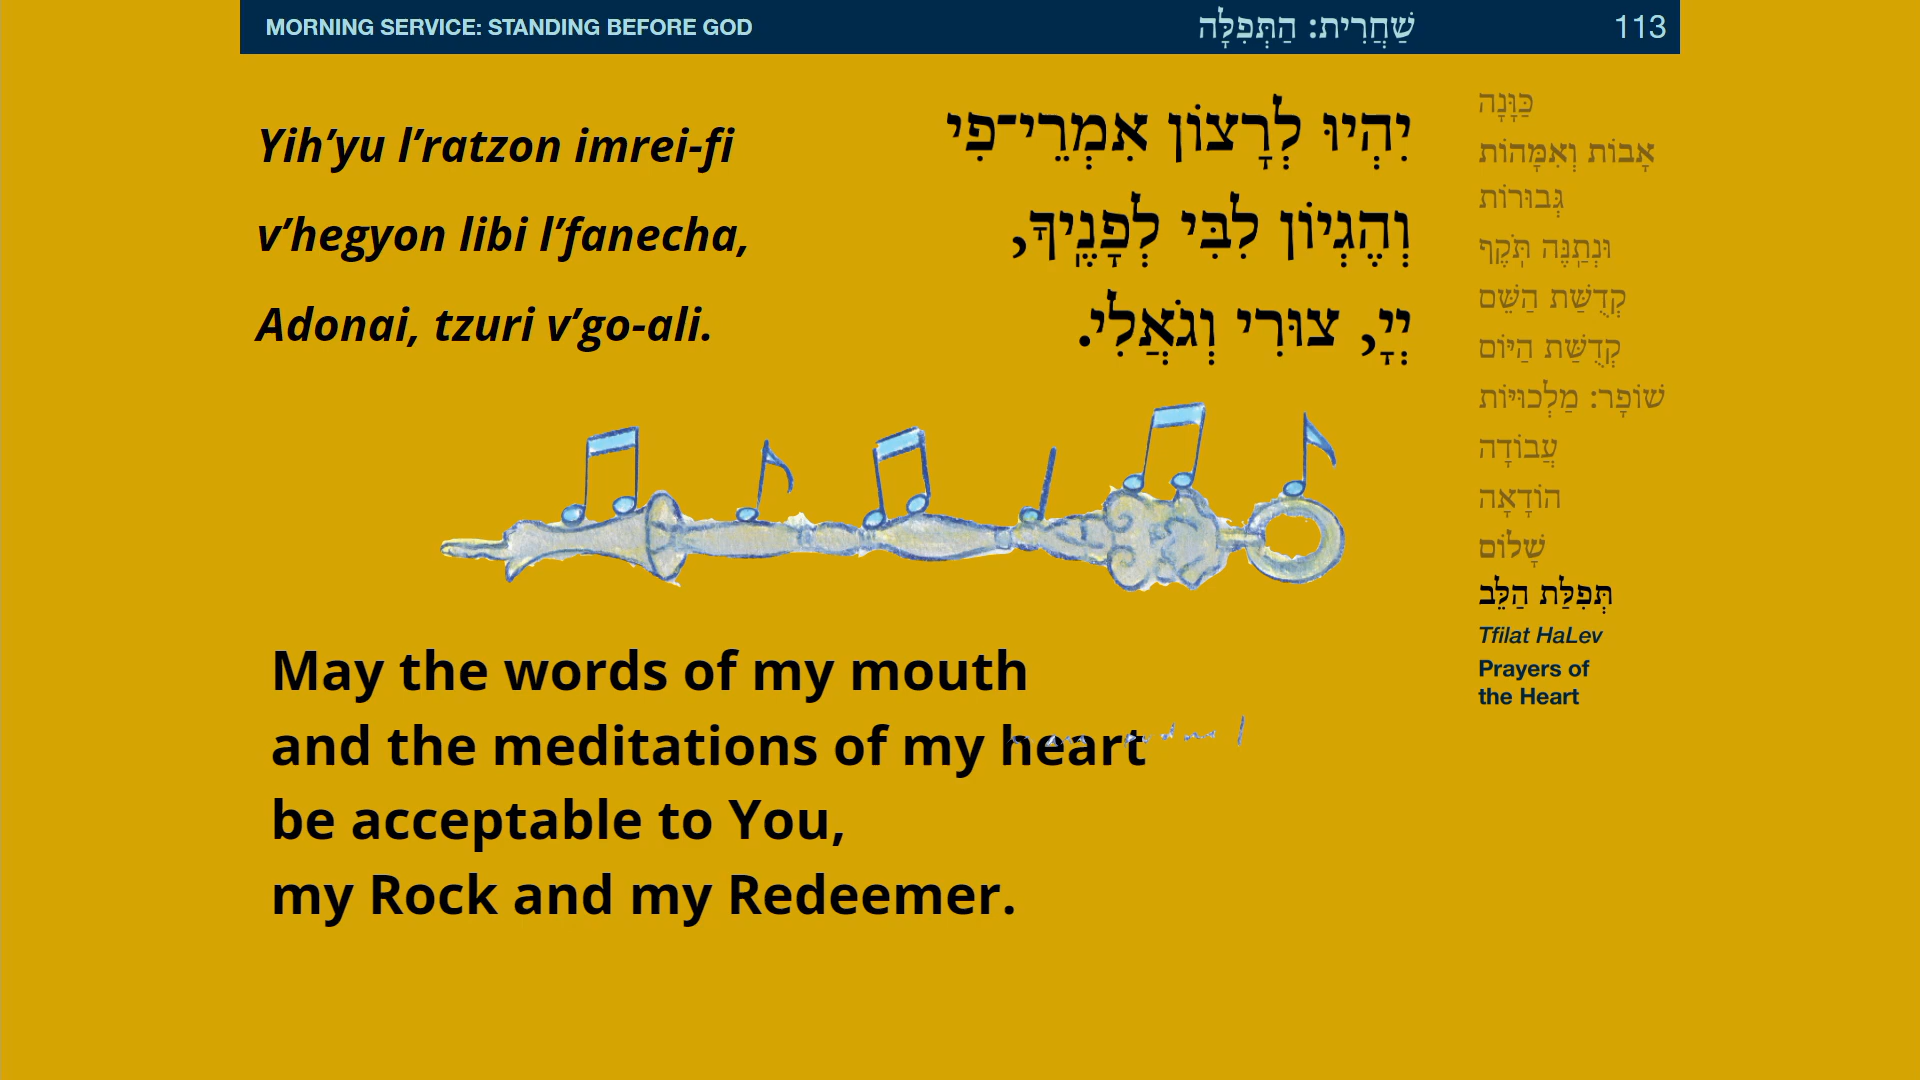 MORNING SERVICE: STANDING BEFORE GOD
שַׁחֲרִית: הַתְּפִלָּה
113
Yih’yu l’ratzon imrei-fi
v’hegyon libi l’fanecha,
Adonai, tzuri v’go-ali.
יִהְיוּ לְרָצוֹן אִמְרֵי־פִי
וְהֶגְיוֹן לִבִּי לְפָנֶֽיךָ,
יְיָ, צוּרִי וְגֹאֲלִי.
May the words of my mouth
and the meditations of my heart
be acceptable to You,
my Rock and my Redeemer.
כַּוָּנָה
אָבוֹת וְאִמָּהוֹת
גְּבוּרוֹת
וּנְתַנֶּה תֹּֽקֶף
קְדֻשַּׁת הַשֵּׁם
קְדֻשַּׁת הַיּוֹם
שׁוֹפָר: מַלְכוּיּוֹת
עֲבוֹדָה
הוֹדָאָה
שָׁלוֹם
תְּפִלַּת הַלֵּב
Tfilat HaLev
Prayers of
the Heart